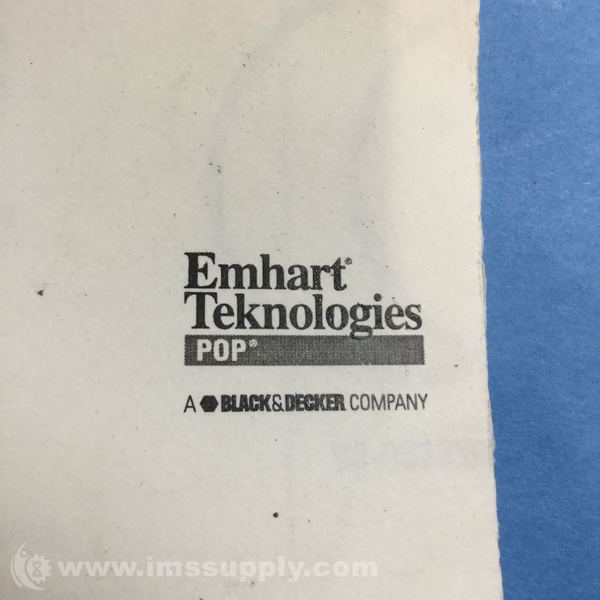 Emhart®
Teknologies
POP®
A BLACK&DECKER COMPANY
www.imssupply.com